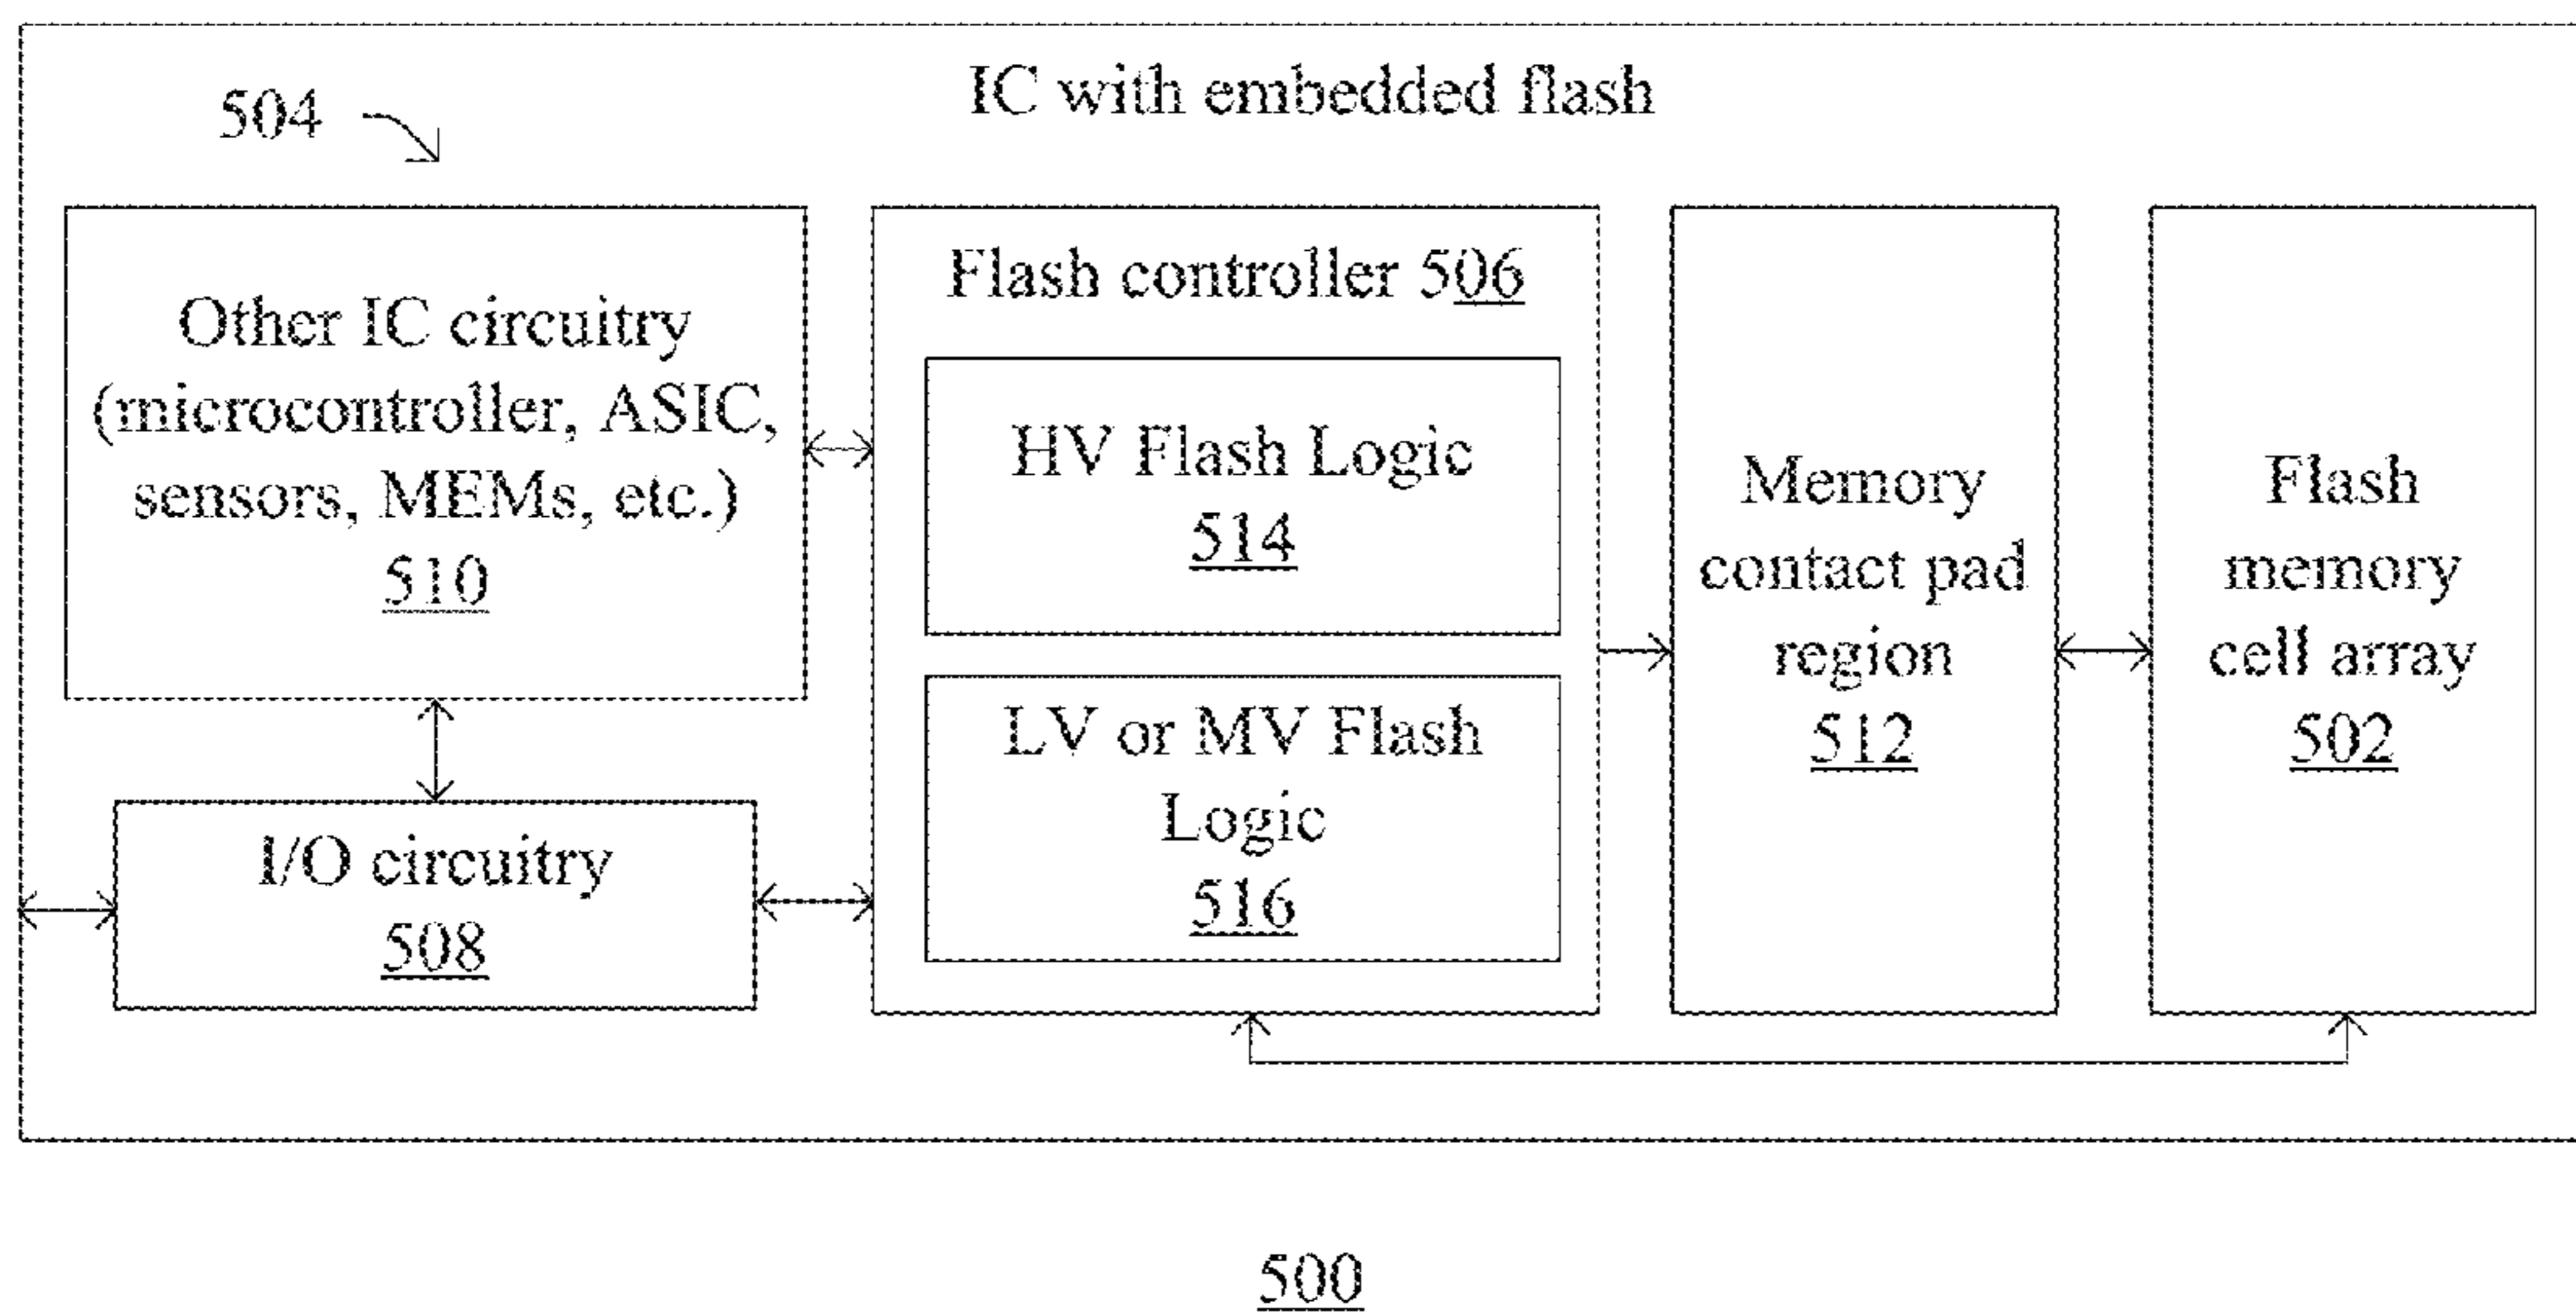 IC with embedded flash
504
Other IC circuitry
(microcontroller, ASIC,
sensors, MEMs, etc.)
510
I/O circuitry
508
Flash controller 506
HV Flash Logic
514
LV or MV Flash
Logic
516
Memory
contact pad
region
512
Flash
memory
cell array
502
500